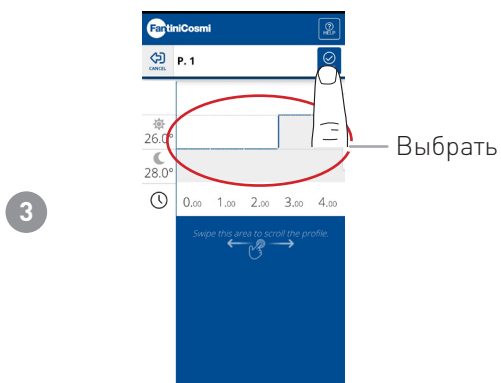 FantiniCosmi
HELP
CANCEL
P. 1
26.0°
28.0°
0.00 1.00 2.00 3.00 4.00
Swipe this area to scroll the profile.
Выбрать
3